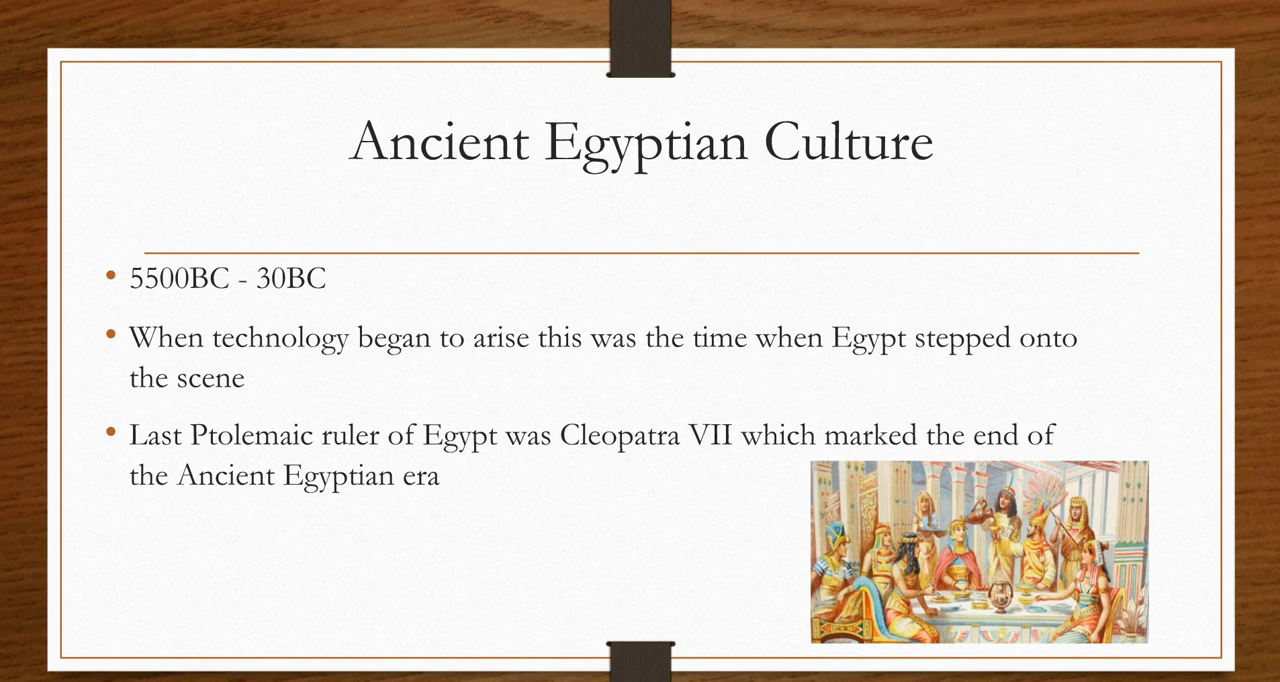 Ancient Egyptian Culture
• 5500BC - 30BC
• When technology began to arise this was the time when Egypt stepped onto
the scene
• Last Ptolemaic ruler of Egypt was Cleopatra VII which marked the end of
the Ancient Egyptian era